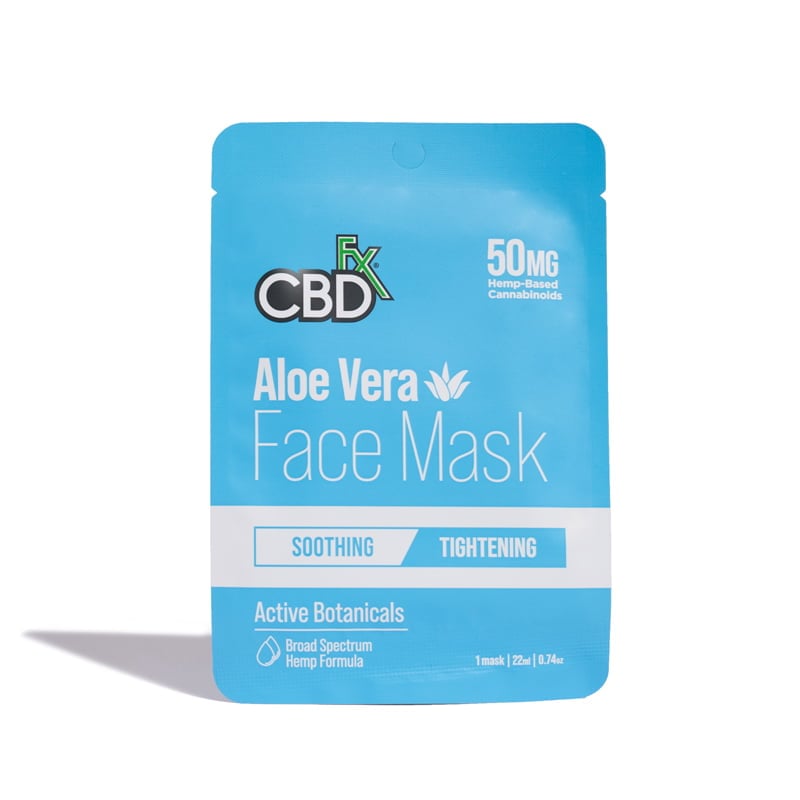 CBDFX®
50MG
Hemp-Based
Cannabinoids
Aloe Vera
Face Mask
SOOTHING TIGHTENING
Active Botanicals
Broad Spectrum
Hemp Formula
1 mask | 22ml | 0.74oz